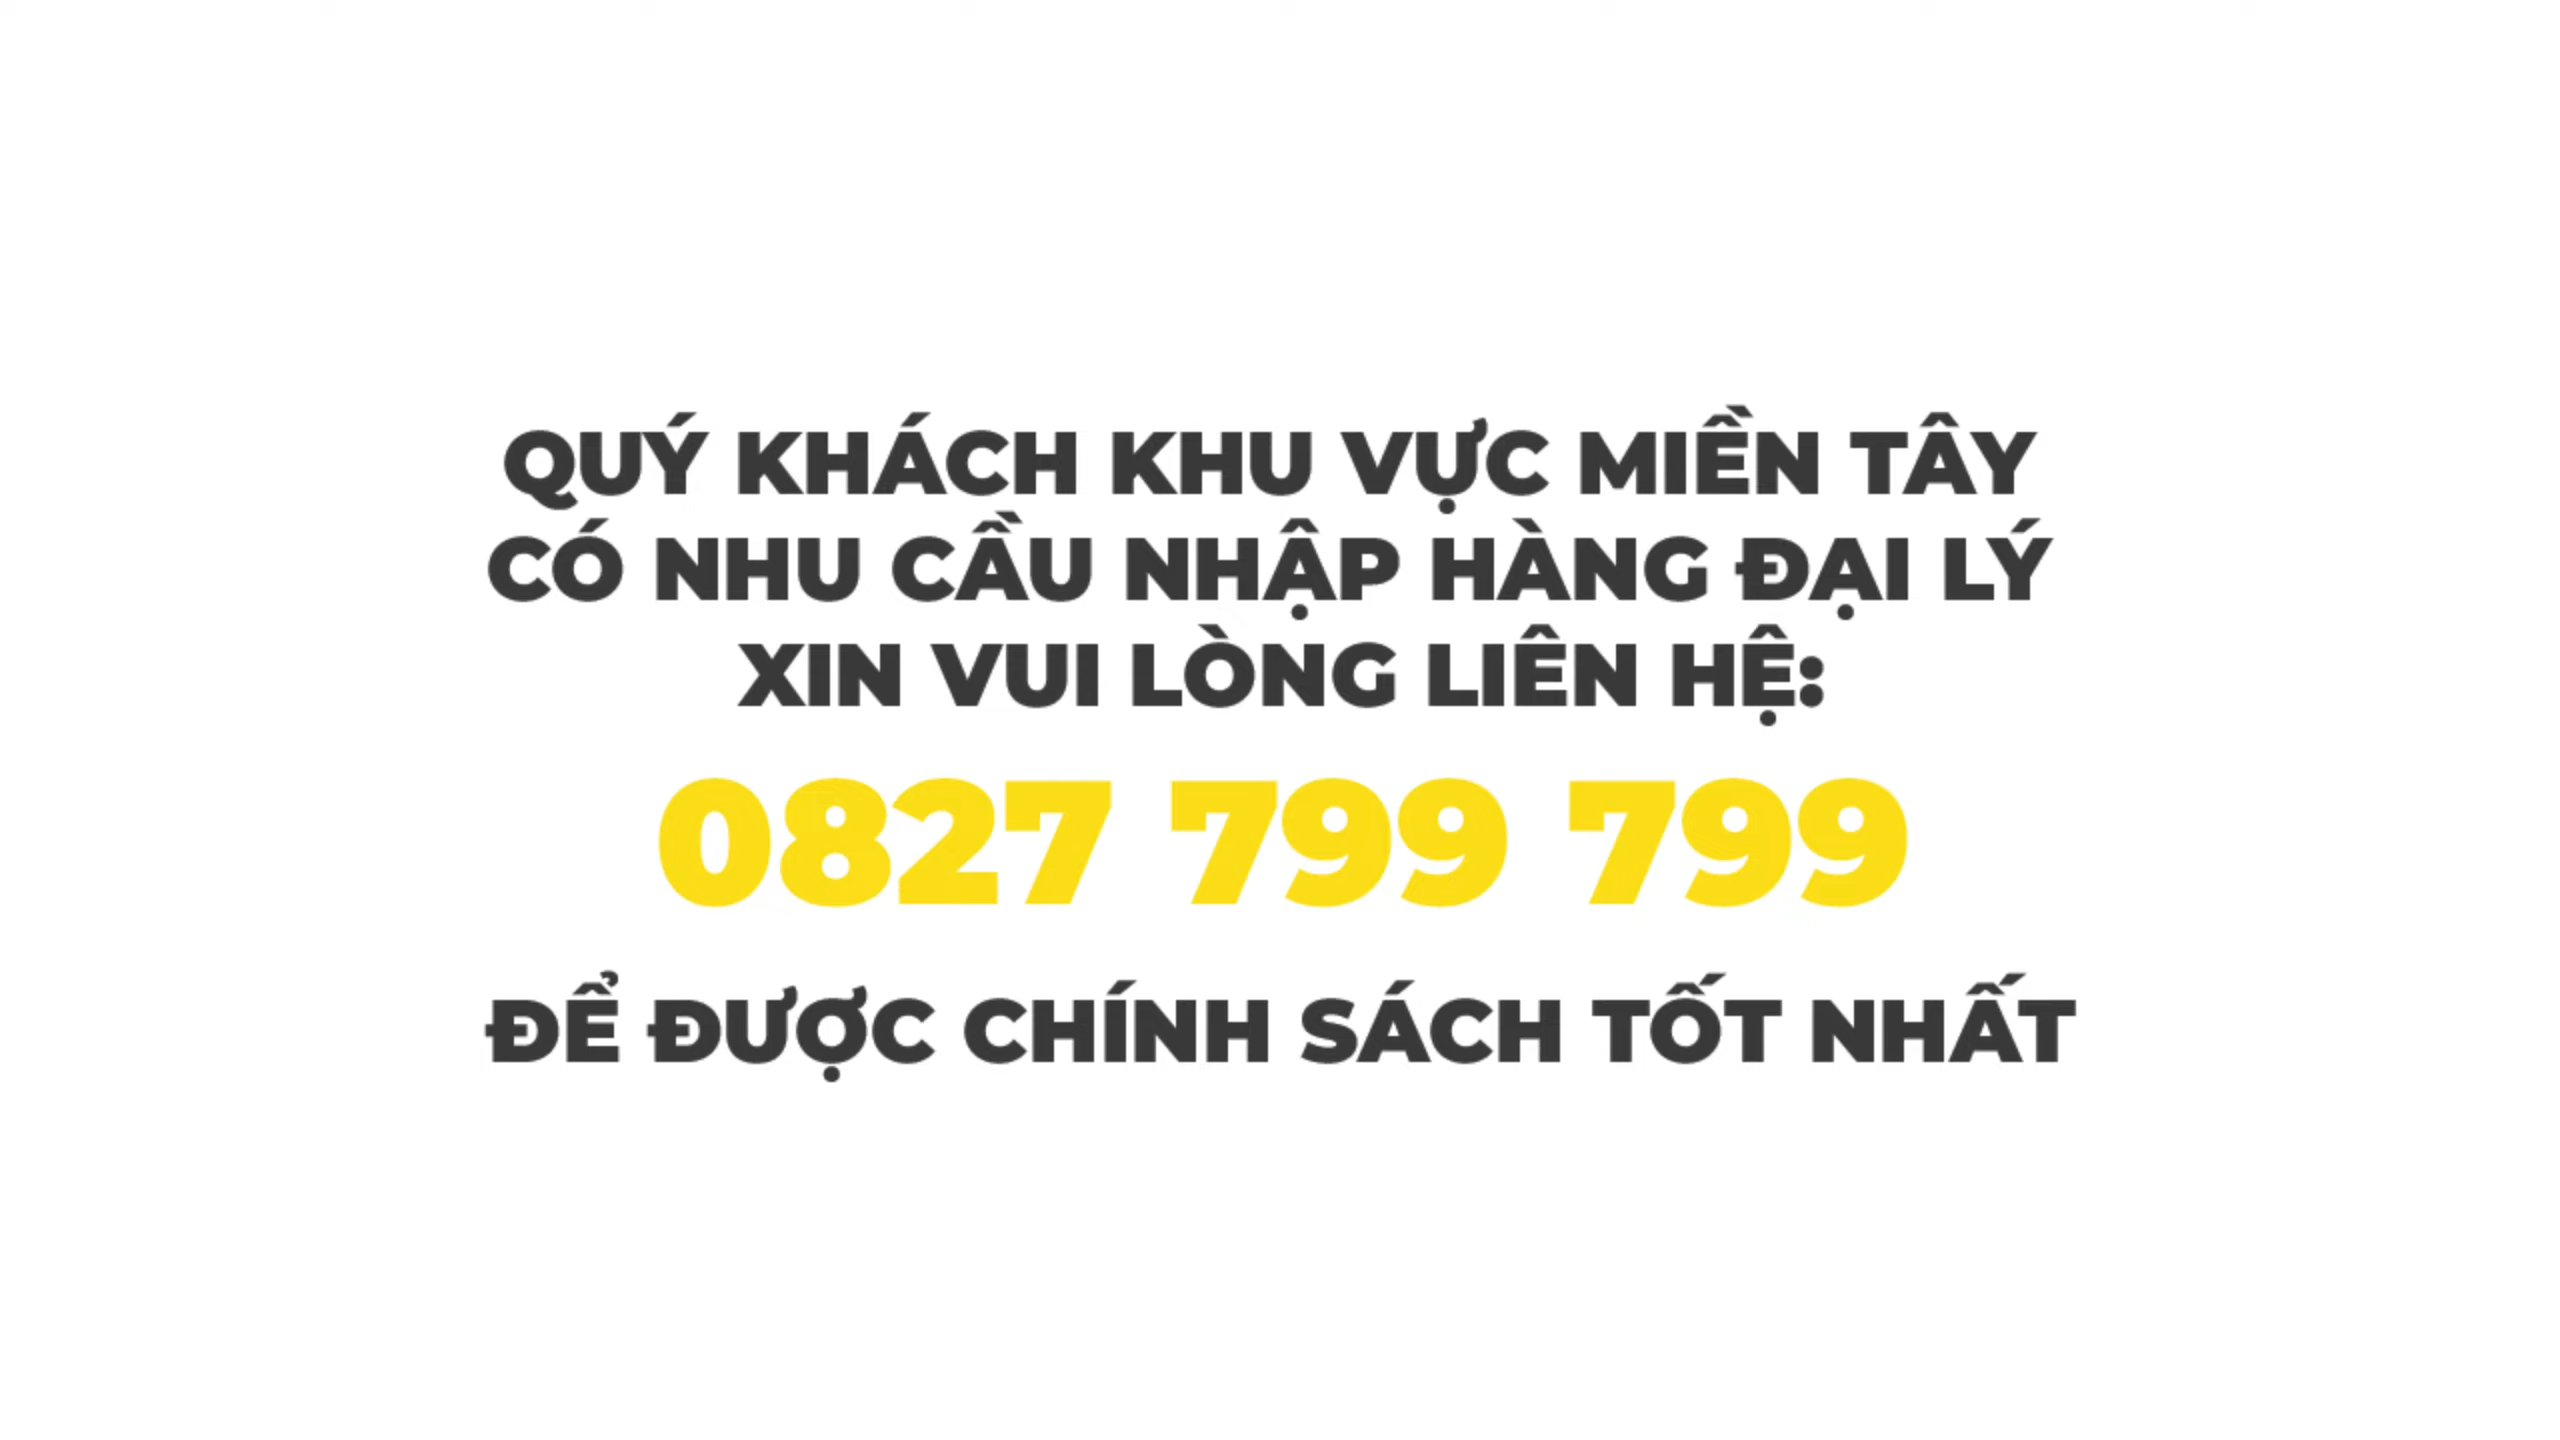 QUÝ KHÁCH KHU VỰC MIỀN TÂY
CÓ NHU CẦU NHẬP HÀNG ĐẠI LÝ
XIN VUI LÒNG LIÊN HỆ:
0827 799 799
ĐỂ ĐƯỢC CHÍNH SÁCH TỐT NHẤT